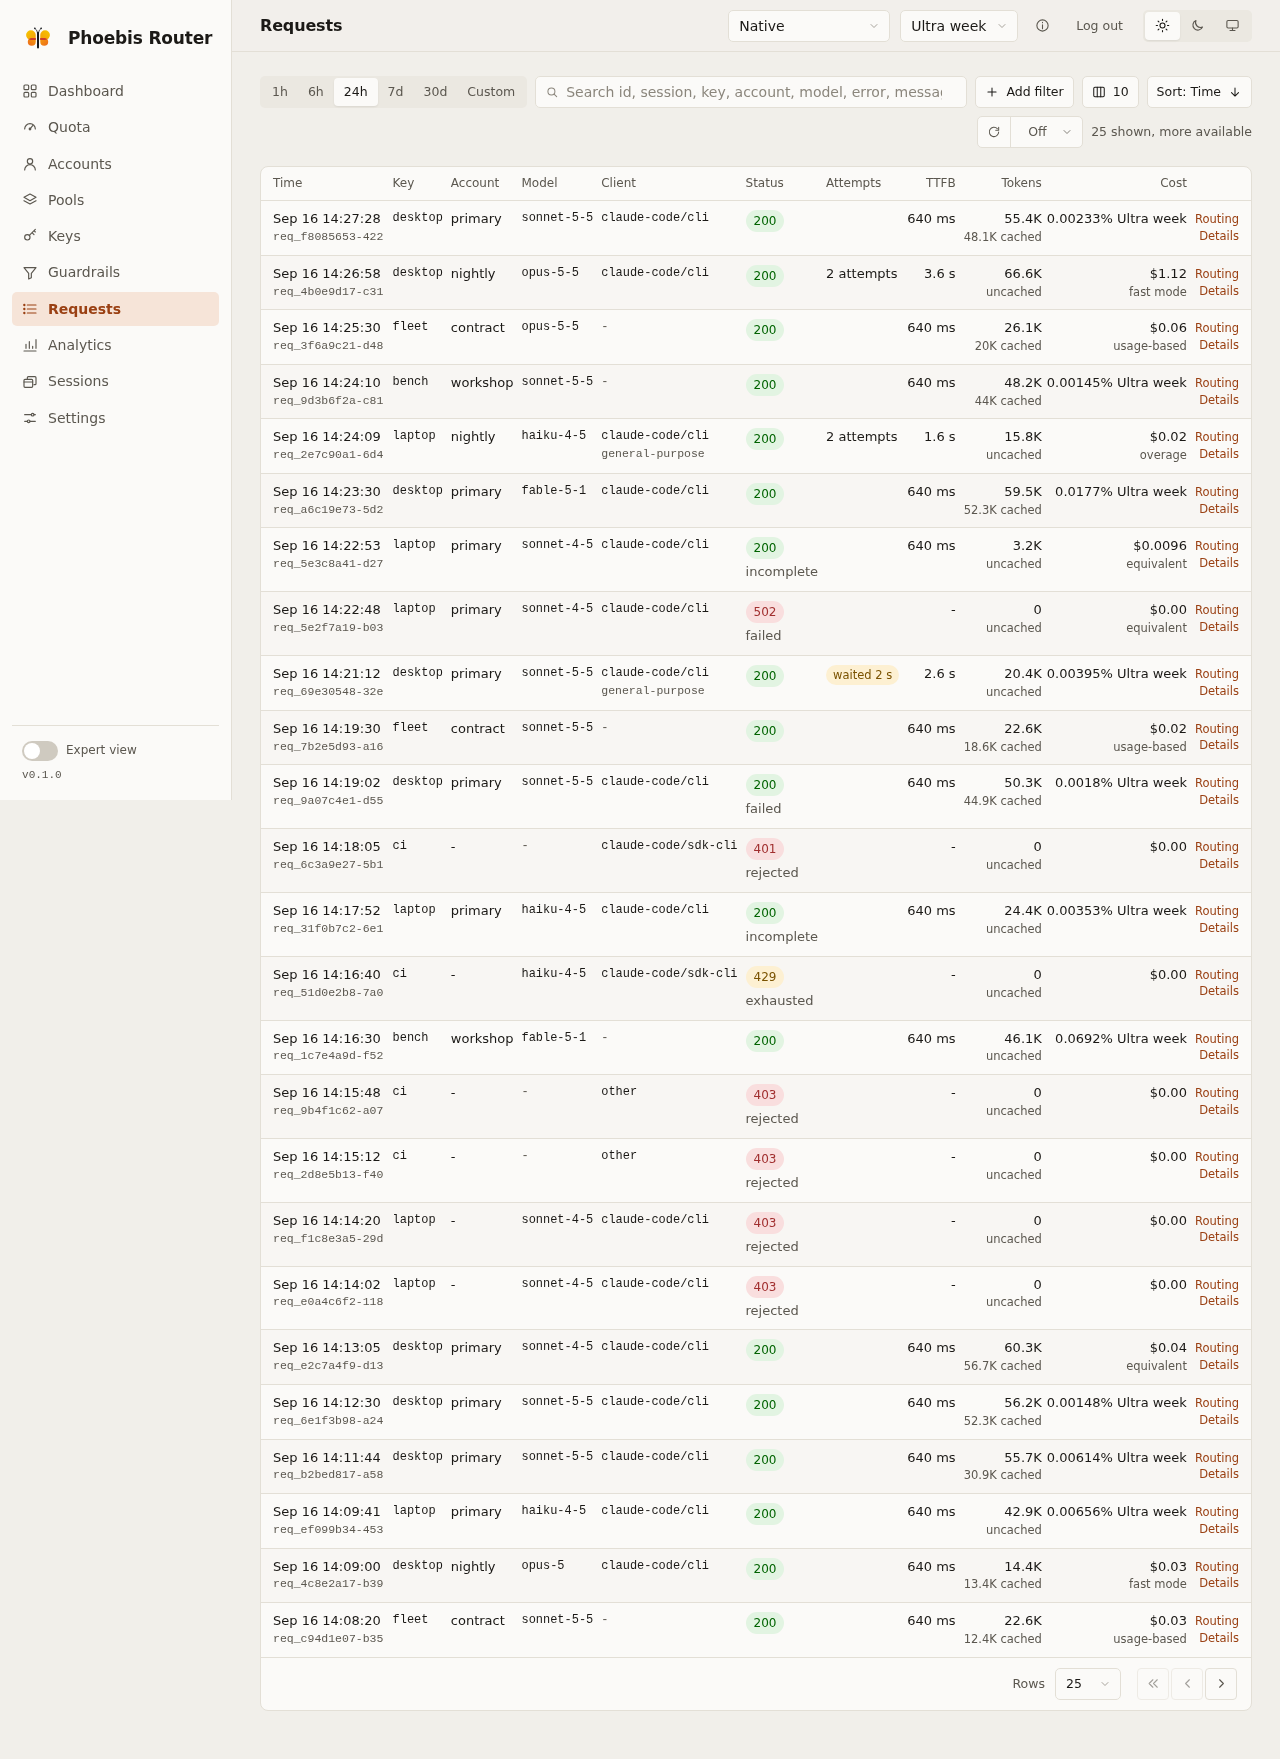 Phoebis Router
Dashboard
Quota
Accounts
Pools
Keys
Guardrails
Requests
Analytics
Sessions
Settings
Expert view
v0.1.0
Requests
Native
Ultra week
Log out
1h 6h 24h 7d 30d Custom
Search id, session, key, account, model, error, messag
Add filter
10
Sort: Time
Off
25 shown, more available
Time Key Account Model Client Status Attempts TTFB Tokens Cost
Sep 16 14:27:28 desktop primary sonnet-5-5 claude-code/cli 200 640 ms 55.4K 0.00233% Ultra week Routing
req_f8085653-422 48.1K cached Details
Sep 16 14:26:58 desktop nightly opus-5-5 claude-code/cli 200 2 attempts 3.6 s 66.6K $1.12 Routing
req_4b0e9d17-c31 uncached fast mode Details
Sep 16 14:25:30 fleet contract opus-5-5 - 200 640 ms 26.1K $0.06 Routing
req_3f6a9c21-d48 20K cached usage-based Details
Sep 16 14:24:10 bench workshop sonnet-5-5 - 200 640 ms 48.2K 0.00145% Ultra week Routing
req_9d3b6f2a-c81 44K cached Details
Sep 16 14:24:09 laptop nightly haiku-4-5 claude-code/cli 200 2 attempts 1.6 s 15.8K $0.02 Routing
req_2e7c90a1-6d4 general-purpose uncached overage Details
Sep 16 14:23:30 desktop primary fable-5-1 claude-code/cli 200 640 ms 59.5K 0.0177% Ultra week Routing
req_a6c19e73-5d2 52.3K cached Details
Sep 16 14:22:53 laptop primary sonnet-4-5 claude-code/cli 200 640 ms 3.2K $0.0096 Routing
req_5e3c8a41-d27 incomplete uncached equivalent Details
Sep 16 14:22:48 laptop primary sonnet-4-5 claude-code/cli 502 - 0 $0.00 Routing
req_5e2f7a19-b03 failed uncached equivalent Details
Sep 16 14:21:12 desktop primary sonnet-5-5 claude-code/cli 200 waited 2 s 2.6 s 20.4K 0.00395% Ultra week Routing
req_69e30548-32e general-purpose uncached Details
Sep 16 14:19:30 fleet contract sonnet-5-5 - 200 640 ms 22.6K $0.02 Routing
req_7b2e5d93-a16 18.6K cached usage-based Details
Sep 16 14:19:02 desktop primary sonnet-5-5 claude-code/cli 200 640 ms 50.3K 0.0018% Ultra week Routing
req_9a07c4e1-d55 failed 44.9K cached Details
Sep 16 14:18:05 ci - - claude-code/sdk-cli 401 - 0 $0.00 Routing
req_6c3a9e27-5b1 rejected uncached Details
Sep 16 14:17:52 laptop primary haiku-4-5 claude-code/cli 200 640 ms 24.4K 0.00353% Ultra week Routing
req_31f0b7c2-6e1 incomplete uncached Details
Sep 16 14:16:40 ci - haiku-4-5 claude-code/sdk-cli 429 - 0 $0.00 Routing
req_51d0e2b8-7a0 exhausted uncached Details
Sep 16 14:16:30 bench workshop fable-5-1 - 200 640 ms 46.1K 0.0692% Ultra week Routing
req_1c7e4a9d-f52 uncached Details
Sep 16 14:15:48 ci - - other 403 - 0 $0.00 Routing
req_9b4f1c62-a07 rejected uncached Details
Sep 16 14:15:12 ci - - other 403 - 0 $0.00 Routing
req_2d8e5b13-f40 rejected uncached Details
Sep 16 14:14:20 laptop - sonnet-4-5 claude-code/cli 403 - 0 $0.00 Routing
req_f1c8e3a5-29d rejected uncached Details
Sep 16 14:14:02 laptop - sonnet-4-5 claude-code/cli 403 - 0 $0.00 Routing
req_e0a4c6f2-118 rejected uncached Details
Sep 16 14:13:05 desktop primary sonnet-4-5 claude-code/cli 200 640 ms 60.3K $0.04 Routing
req_e2c7a4f9-d13 56.7K cached equivalent Details
Sep 16 14:12:30 desktop primary sonnet-5-5 claude-code/cli 200 640 ms 56.2K 0.00148% Ultra week Routing
req_6e1f3b98-a24 52.3K cached Details
Sep 16 14:11:44 desktop primary sonnet-5-5 claude-code/cli 200 640 ms 55.7K 0.00614% Ultra week Routing
req_b2bed817-a58 30.9K cached Details
Sep 16 14:09:41 laptop primary haiku-4-5 claude-code/cli 200 640 ms 42.9K 0.00656% Ultra week Routing
req_ef099b34-453 uncached Details
Sep 16 14:09:00 desktop nightly opus-5 claude-code/cli 200 640 ms 14.4K $0.03 Routing
req_4c8e2a17-b39 13.4K cached fast mode Details
Sep 16 14:08:20 fleet contract sonnet-5-5 - 200 640 ms 22.6K $0.03 Routing
req_c94d1e07-b35 12.4K cached usage-based Details
Rows 25